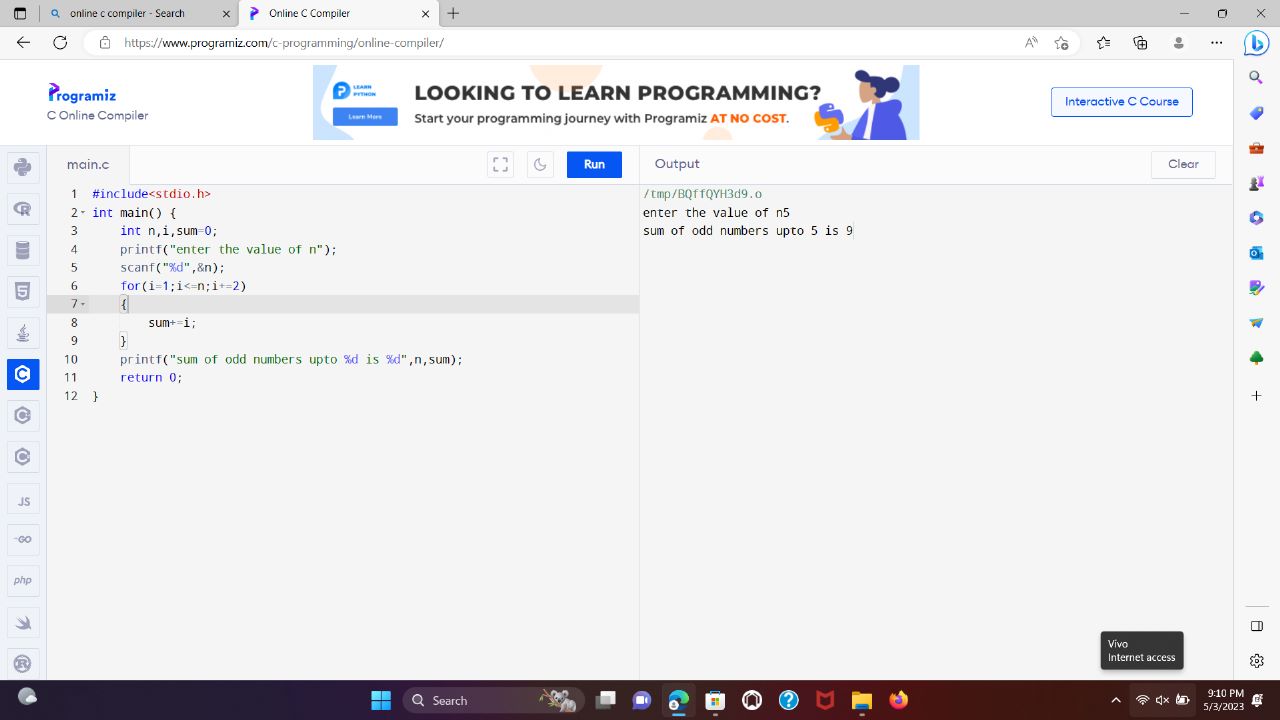 online c compiler - Search
Online C Compiler
https://www.programiz.com/c-programming/online-compiler/
Programiz
C Online Compiler
LEARN
PYTHON
Learn More
LOOKING TO LEARN PROGRAMMING?
Start your programming journey with Programiz AT NO COST.
Interactive C Course
main.c
Run
Output
Clear
1 #include<stdio.h>
2 int main() {
3 int n,i,sum=0;
4 printf("enter the value of n");
5 scanf("%d",&n);
6 for(i=1;i<=n;i+=2)
7 {
8 sum+=i;
9 }
10 printf("sum of odd numbers upto %d is %d",n,sum);
11 return 0;
12 }
/tmp/BQffQYH3d9.o
enter the value of n5
sum of odd numbers upto 5 is 9
JS
GO
php
Vivo
Internet access
Search
9:10 PM
5/3/2023